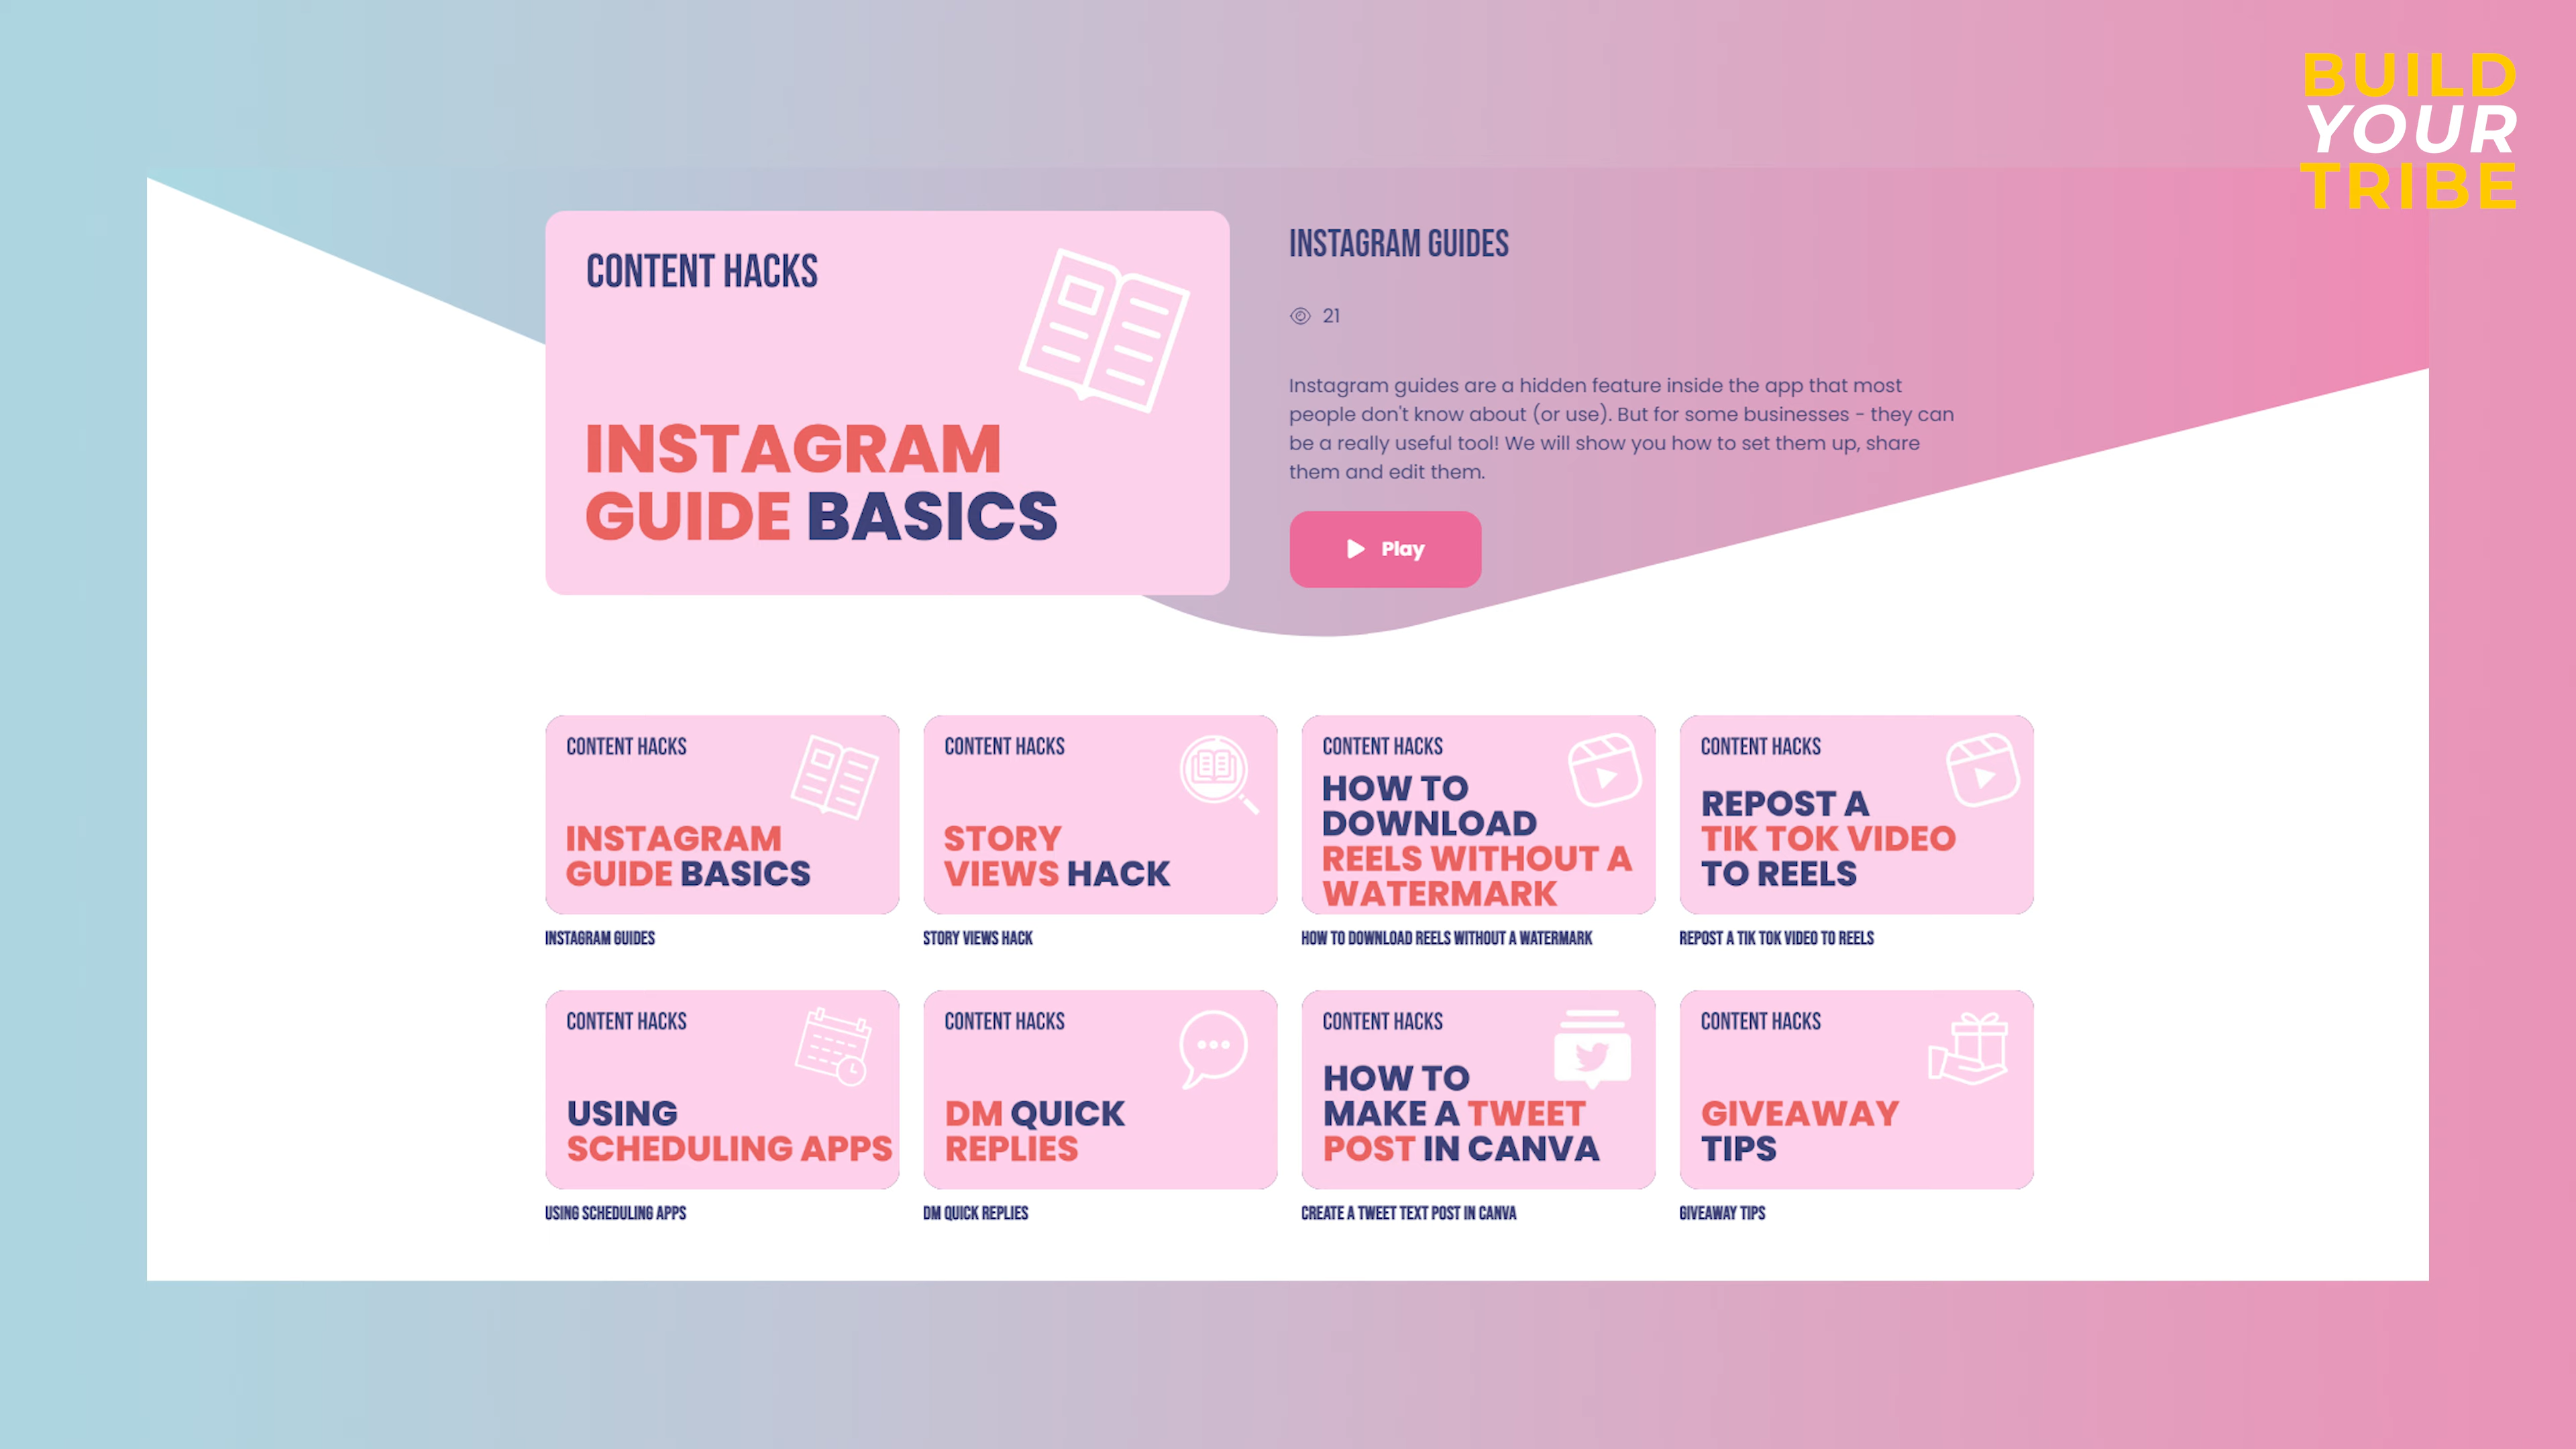 BUILD
YOUR
TRIBE
CONTENT HACKS
INSTAGRAM
GUIDE BASICS
INSTAGRAM GUIDES
21
Instagram guides are a hidden feature inside the app that most
people don't know about (or use). But for some businesses - they can
be a really useful tool! We will show you how to set them up, share
them and edit them.
Play
CONTENT HACKS
INSTAGRAM
GUIDE BASICS
INSTAGRAM GUIDES
CONTENT HACKS
STORY
VIEWS HACK
STORY VIEWS HACK
CONTENT HACKS
HOW TO
DOWNLOAD
REELS WITHOUT A
WATERMARK
HOW TO DOWNLOAD REELS WITHOUT A WATERMARK
CONTENT HACKS
REPOST A
TIK TOK VIDEO
TO REELS
REPOST A TIK TOK VIDEO TO REELS
CONTENT HACKS
USING
SCHEDULING APPS
USING SCHEDULING APPS
CONTENT HACKS
DM QUICK
REPLIES
DM QUICK REPLIES
CONTENT HACKS
HOW TO
MAKE A TWEET
POST IN CANVA
CREATE A TWEET TEXT POST IN CANVA
CONTENT HACKS
GIVEAWAY
TIPS
GIVEAWAY TIPS